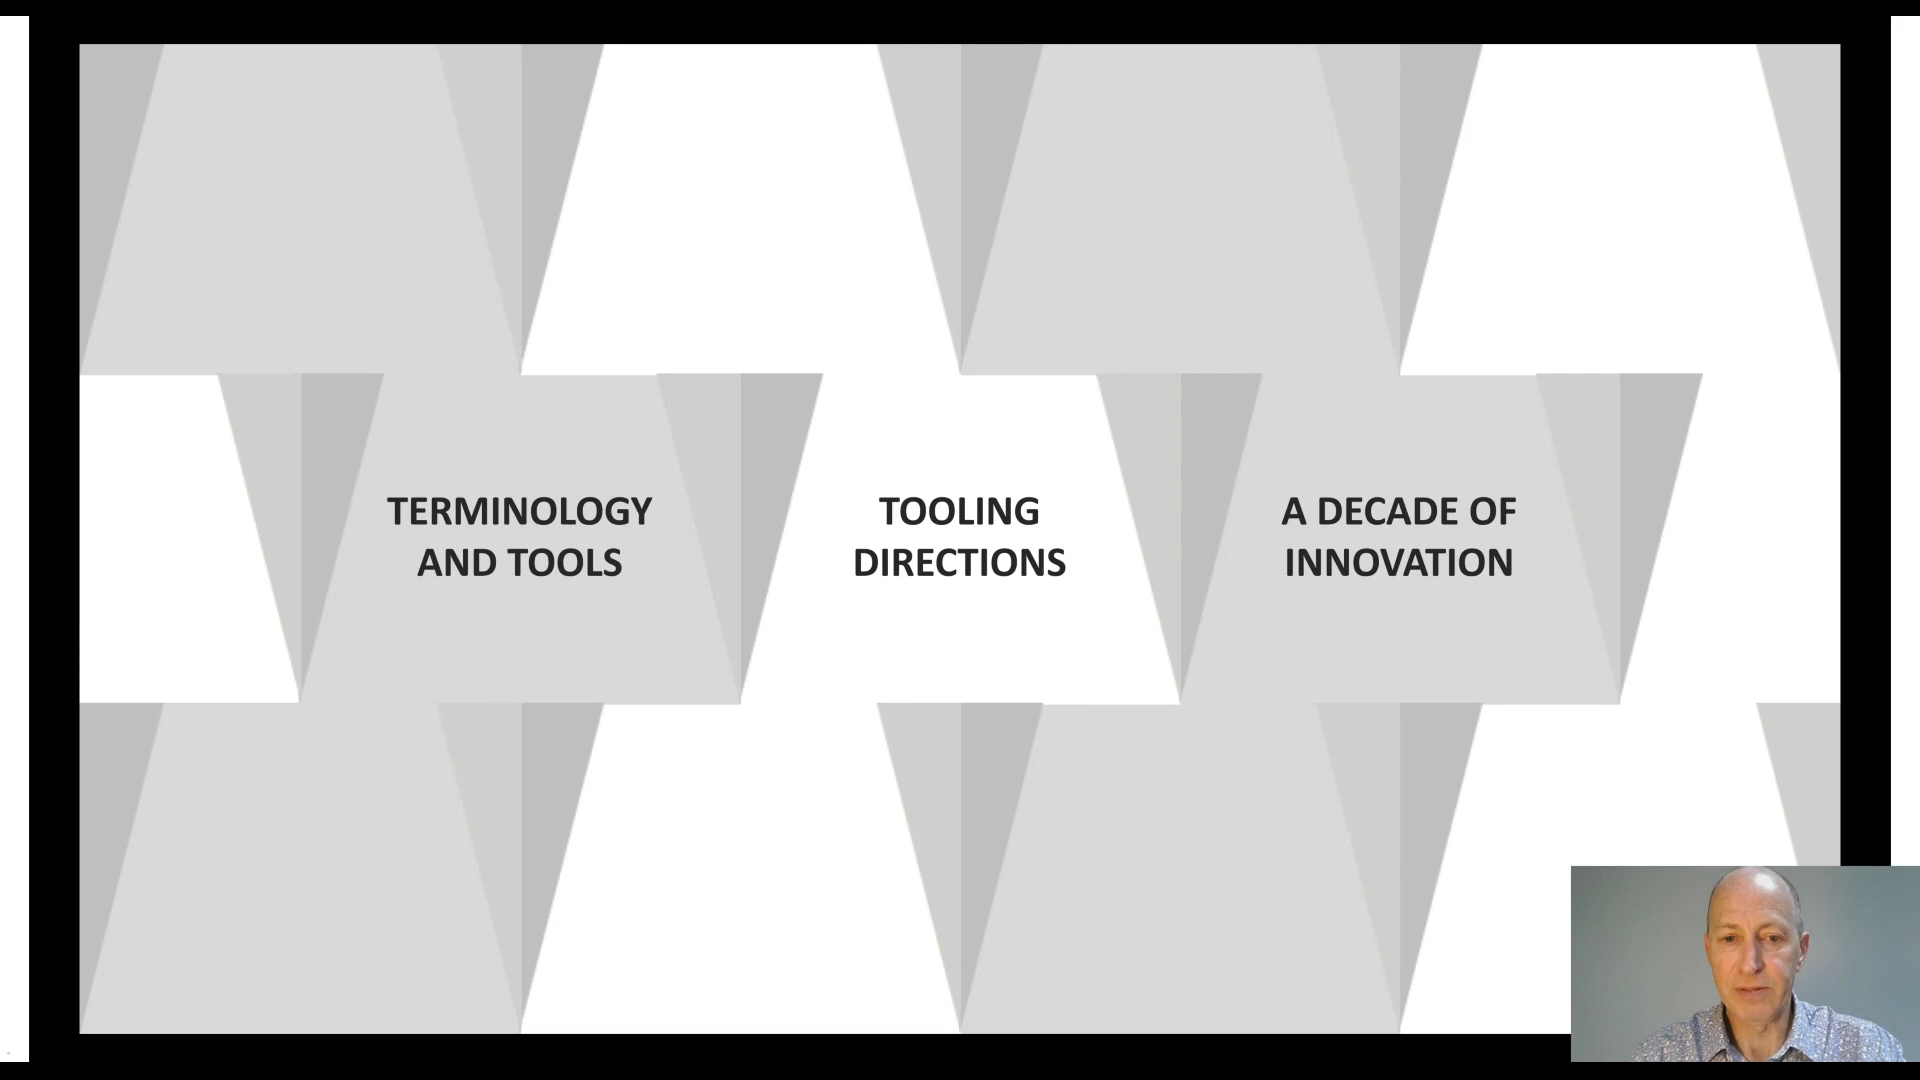 TERMINOLOGY
AND TOOLS
TOOLING
DIRECTIONS
A DECADE OF
INNOVATION